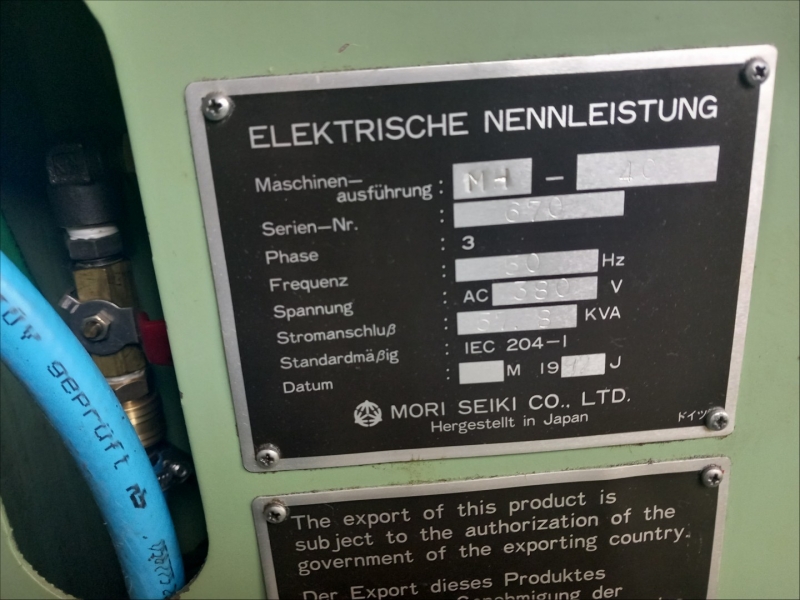 ELEKTRISCHE NENNLEISTUNG
Maschinen-
ausführung : MH - 40
Serien-Nr. : 670
Phase : 3
Frequenz Hz
Spannung : AC 380 V
Stromanschluß : KVA
Standardmäßig : IEC 204-1
Datum : M 19 J
MORI SEIKI CO., LTD.
Hergestellt in Japan
ドイツ
The export of this product is
subject to the authorization of the
government of the exporting country.
Der Export dieses Produktes
Genehmigung der
geprüft